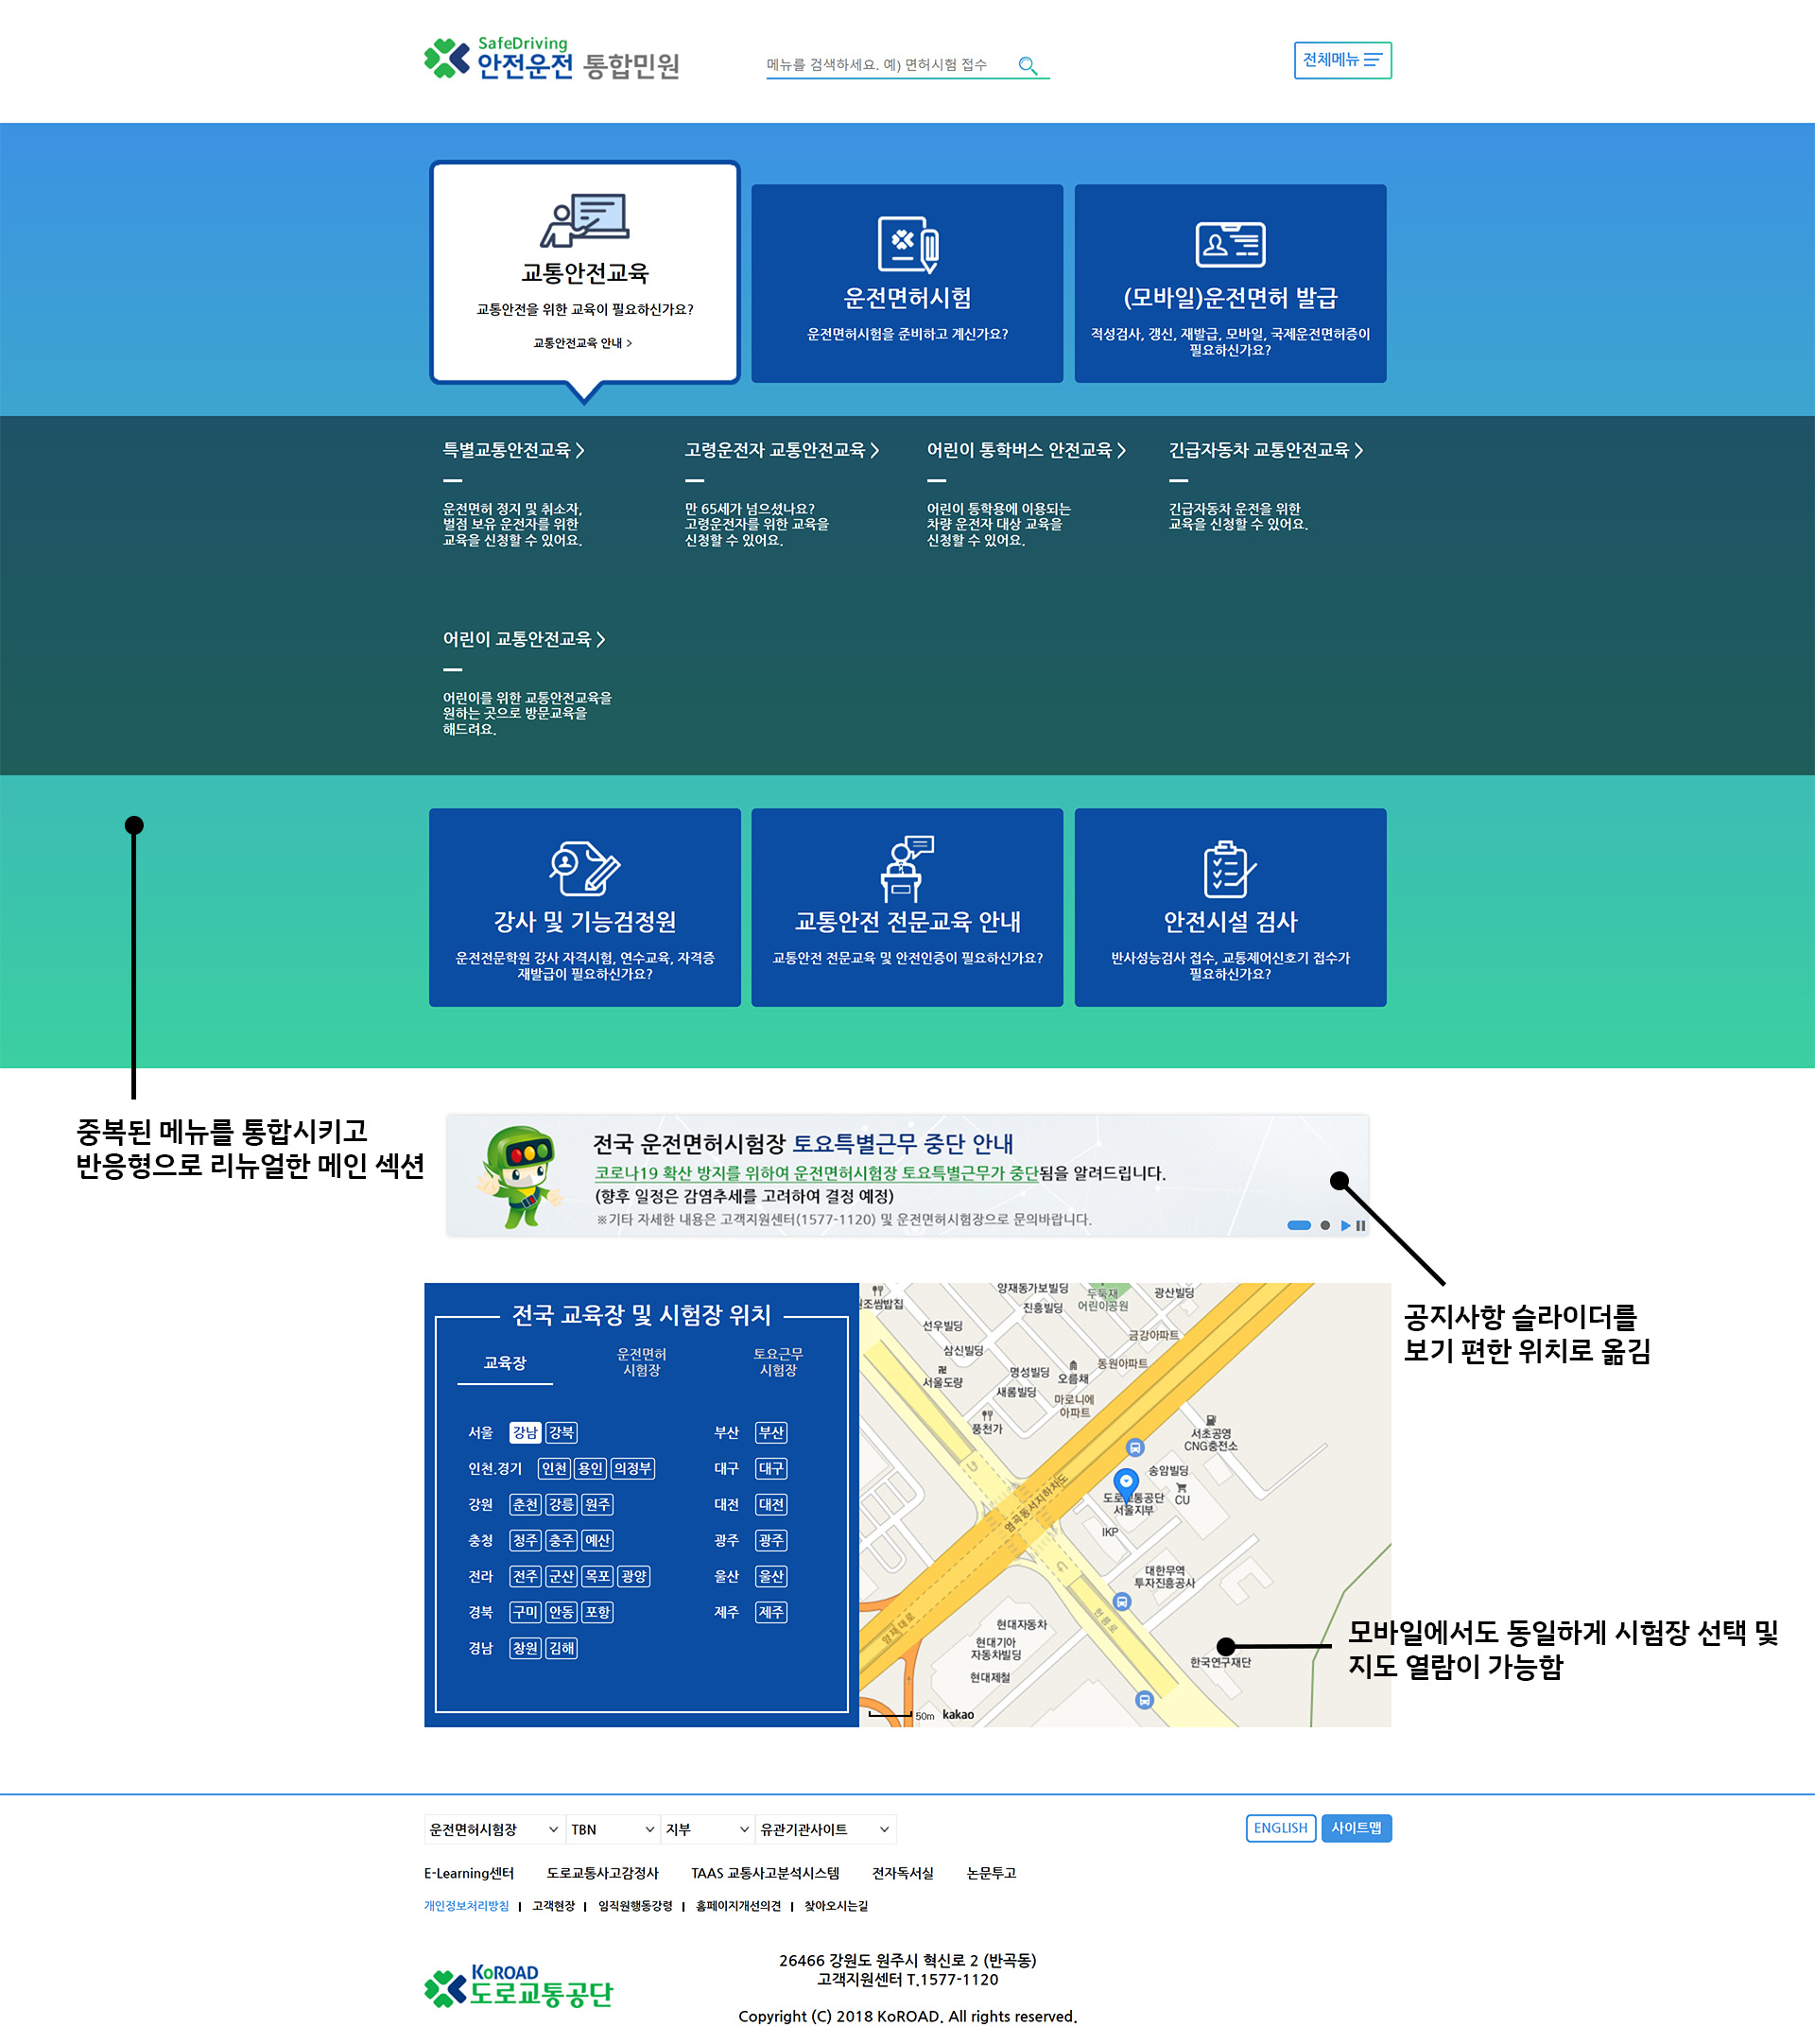 SafeDriving
안전운전 통합민원
메뉴를 검색하세요. 예) 면허시험 접수
전체메뉴
교통안전교육
교통안전을 위한 교육이 필요하신가요?
교통안전교육 안내 >
운전면허시험
운전면허시험을 준비하고 계신가요?
(모바일)운전면허 발급
적성검사, 갱신, 재발급, 모바일, 국제운전면허증이
필요하신가요?
특별교통안전교육 >
운전면허 정지 및 취소자,
벌점 보유 운전자를 위한
교육을 신청할 수 있어요.
고령운전자 교통안전교육 >
만 65세가 넘으셨나요?
고령운전자를 위한 교육을
신청할 수 있어요.
어린이 통학버스 안전교육 >
어린이 통학용에 이용되는
차량 운전자 대상 교육을
신청할 수 있어요.
긴급자동차 교통안전교육 >
긴급자동차 운전을 위한
교육을 신청할 수 있어요.
어린이 교통안전교육 >
어린이를 위한 교통안전교육을
원하는 곳으로 방문교육을
해드려요.
강사 및 기능검정원
운전전문학원 강사 자격시험, 연수교육, 자격증
재발급이 필요하신가요?
교통안전 전문교육 안내
교통안전 전문교육 및 안전인증이 필요하신가요?
안전시설 검사
반사성능검사 접수, 교통제어신호기 접수가
필요하신가요?
중복된 메뉴를 통합시키고
반응형으로 리뉴얼한 메인 섹션
전국 운전면허시험장 토요특별근무 중단 안내
코로나19 확산 방지를 위하여 운전면허시험장 토요특별근무가 중단됨을 알려드립니다.
(향후 일정은 감염추세를 고려하여 결정 예정)
※기타 자세한 내용은 고객지원센터(1577-1120) 및 운전면허시험장으로 문의바랍니다.
공지사항 슬라이더를
보기 편한 위치로 옮김
전국 교육장 및 시험장 위치
교육장
운전면허
시험장
토요근무
시험장
서울 강남 강북
부산 부산
인천.경기 인천 용인 의정부
대구 대구
강원 춘천 강릉 원주
대전 대전
충청 청주 충주 예산
광주 광주
전라 전주 군산 목포 광양
울산 울산
경북 구미 안동 포항
제주 제주
경남 창원 김해
원조쌈밥집
양재동가보빌딩
진흥빌딩
두둑재
어린이공원
광산빌딩
선우빌딩
금강아파트
삼신빌딩
서울도량
명성빌딩
오름채
동원아파트
새롬빌딩
마로니에
아파트
풍천가
서초공영
CNG충전소
송암빌딩
도로교통공단
서울지부
CU
염곡동서지하차도
IKP
대한무역
투자진흥공사
헌릉로
양재대로
현대자동차
현대기아
자동차빌딩
현대제철
한국연구재단
50m kakao
모바일에서도 동일하게 시험장 선택 및
지도 열람이 가능함
운전면허시험장 TBN 지부 유관기관사이트
ENGLISH 사이트맵
E-Learning센터 도로교통사고감정사 TAAS 교통사고분석시스템 전자독서실 논문투고
개인정보처리방침 | 고객헌장 | 임직원행동강령 | 홈페이지개선의견 | 찾아오시는길
KoROAD
도로교통공단
26466 강원도 원주시 혁신로 2 (반곡동)
고객지원센터 T.1577-1120
Copyright (C) 2018 KoROAD. All rights reserved.